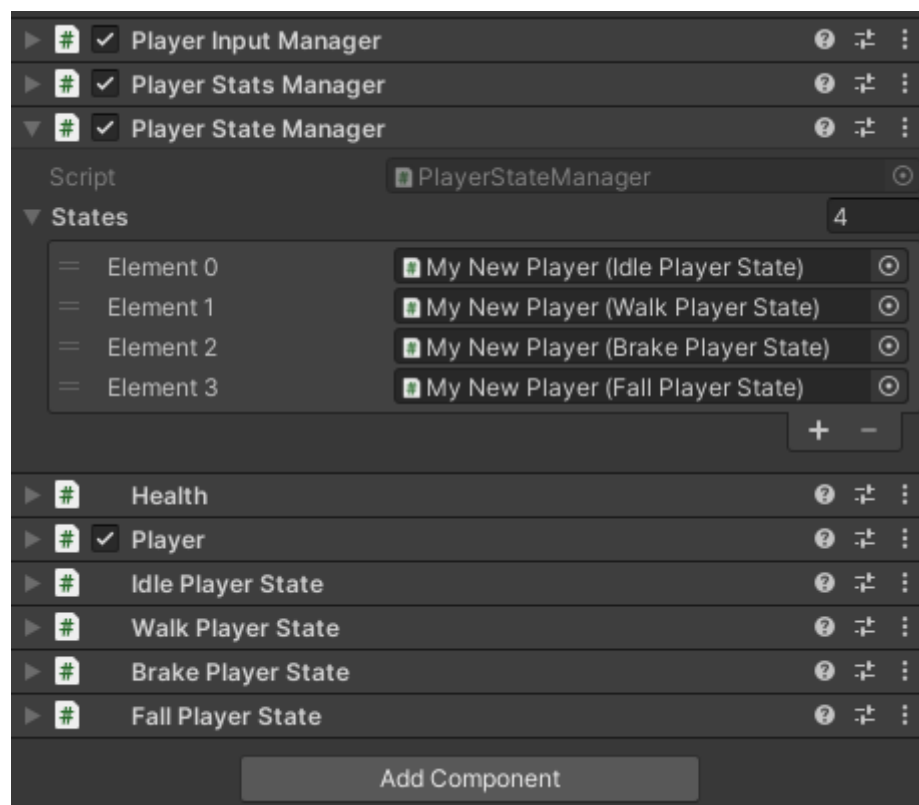 Player Input Manager
Player Stats Manager
Player State Manager
Script PlayerStateManager
States 4
Element 0 My New Player (Idle Player State)
Element 1 My New Player (Walk Player State)
Element 2 My New Player (Brake Player State)
Element 3 My New Player (Fall Player State)
Health
Player
Idle Player State
Walk Player State
Brake Player State
Fall Player State
Add Component